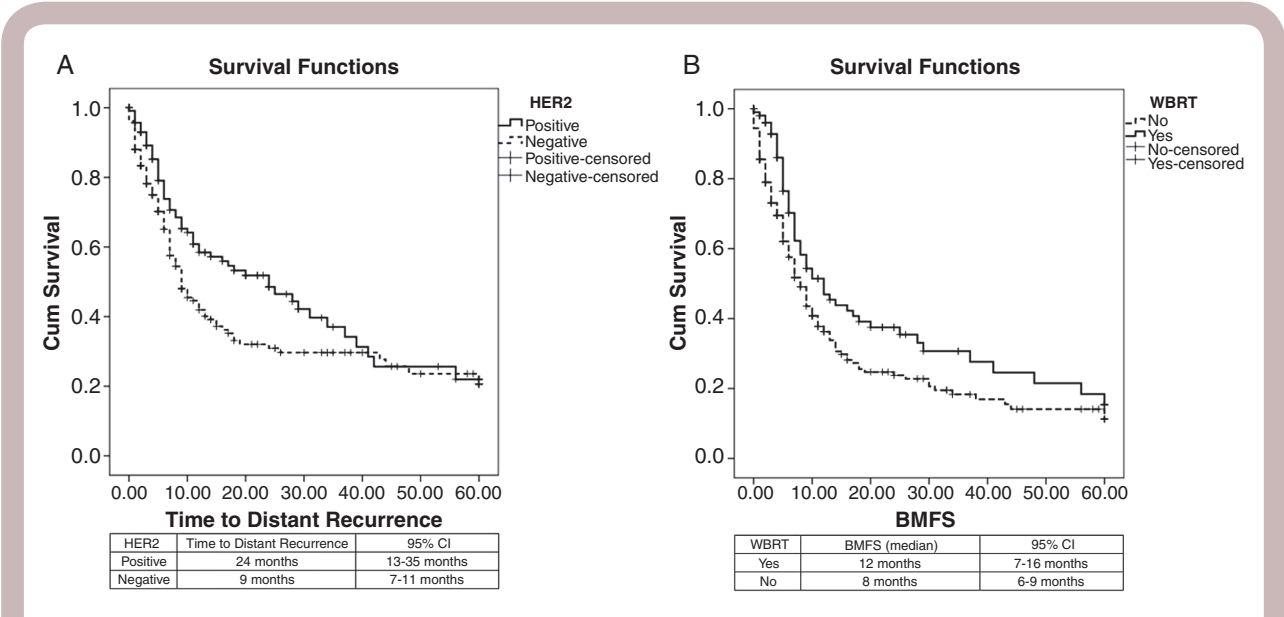 A
Survival Functions
1.0
0.8
0.6
0.4
0.2
0.0
Cum Survival
0.00 10.00 20.00 30.00 40.00 50.00 60.00
Time to Distant Recurrence
HER2
Positive
Negative
Positive-censored
Negative-censored
HER2 Time to Distant Recurrence 95% CI
Positive 24 months 13-35 months
Negative 9 months 7-11 months
B
Survival Functions
1.0
0.8
0.6
0.4
0.2
0.0
Cum Survival
0.00 10.00 20.00 30.00 40.00 50.00 60.00
BMFS
WBRT
No
Yes
No-censored
Yes-censored
WBRT BMFS (median) 95% CI
Yes 12 months 7-16 months
No 8 months 6-9 months